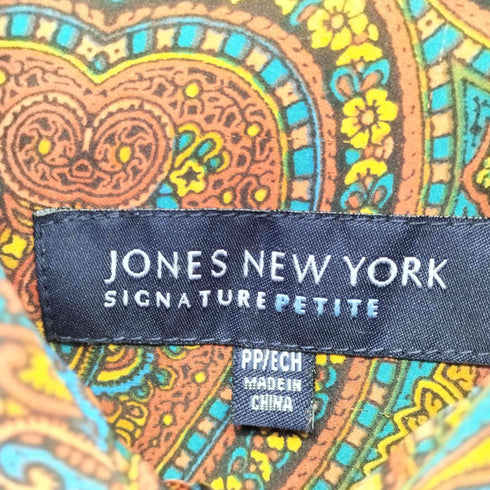 JONES NEW YORK
SIGNATURE PETITE
PP/ECH
MADE IN
CHINA